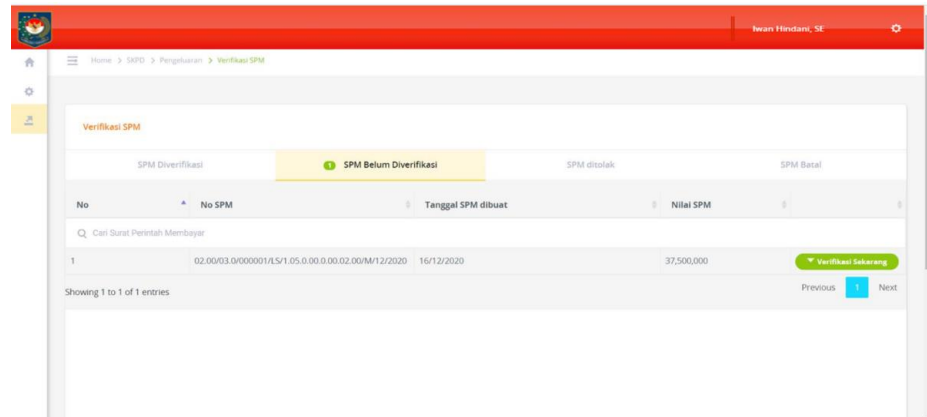 Iwan Hindani, SE
Home > SKPD > Pengeluaran > Verifikasi SPM
Verifikasi SPM
SPM Diverifikasi 1 SPM Belum Diverifikasi SPM ditolak SPM Batal
No No SPM Tanggal SPM dibuat Nilai SPM
Cari Surat Perintah Membayar
1 02.00/03.0/000001/LS/1.05.0.00.0.00.02.00/M/12/2020 16/12/2020 37,500,000 Verifikasi Sekarang
Showing 1 to 1 of 1 entries Previous 1 Next